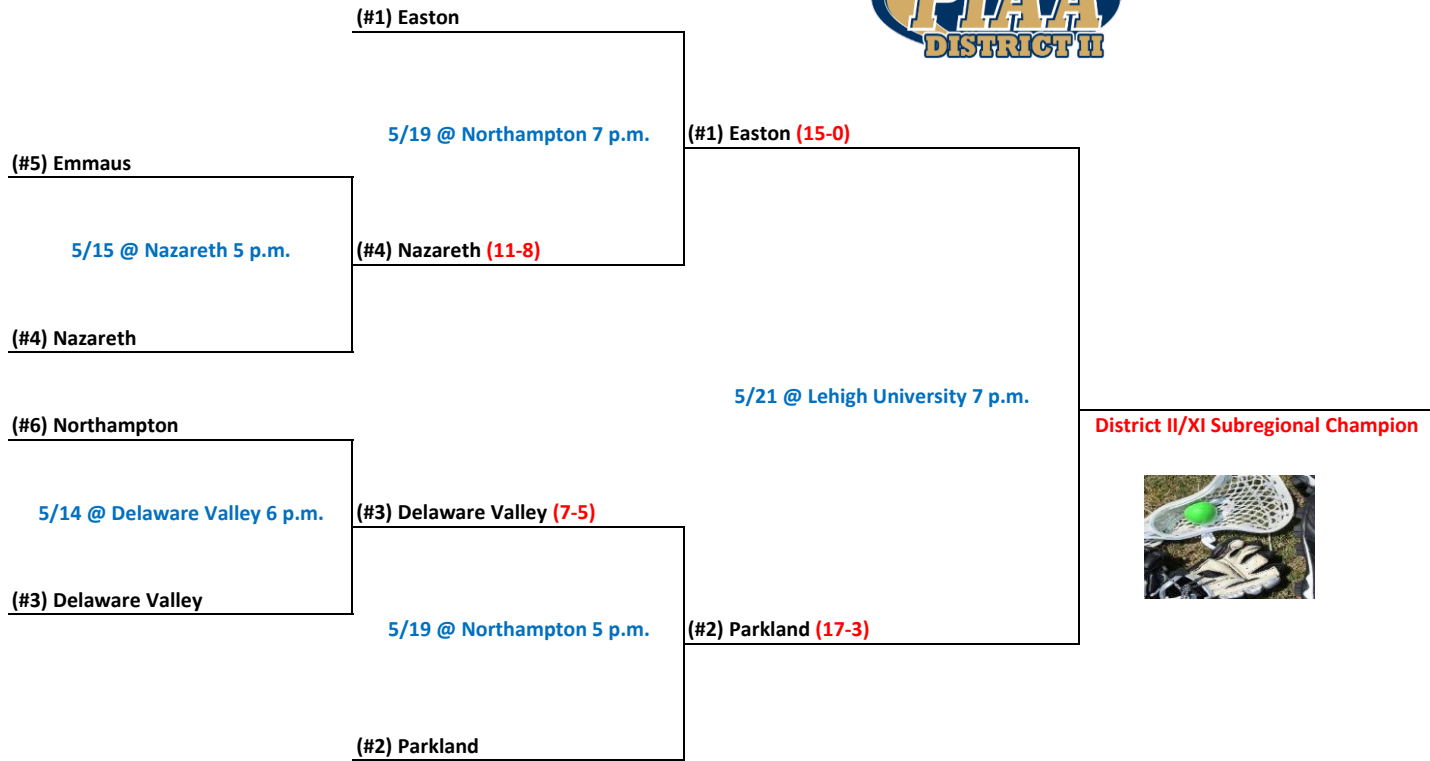 (#1) Easton
PIAA
DISTRICT II
5/19 @ Northampton 7 p.m.
(#1) Easton (15-0)
(#5) Emmaus
5/15 @ Nazareth 5 p.m.
(#4) Nazareth (11-8)
(#4) Nazareth
5/21 @ Lehigh University 7 p.m.
(#6) Northampton
District II/XI Subregional Champion
5/14 @ Delaware Valley 6 p.m.
(#3) Delaware Valley (7-5)
(#3) Delaware Valley
5/19 @ Northampton 5 p.m.
(#2) Parkland (17-3)
(#2) Parkland